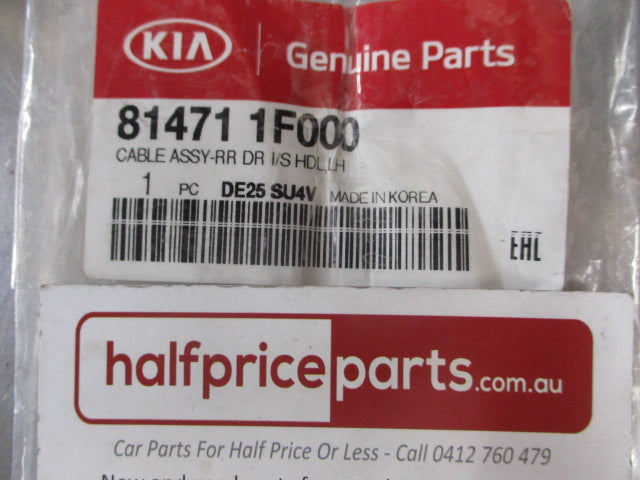 KIA Genuine Parts
81471 1F000
CABLE ASSY-RR DR I/S HDL,LH
1 PC DE25 SU4V MADE IN KOREA
EAC
halfpriceparts.com.au
Car Parts For Half Price Or Less - Call 0412 760 479